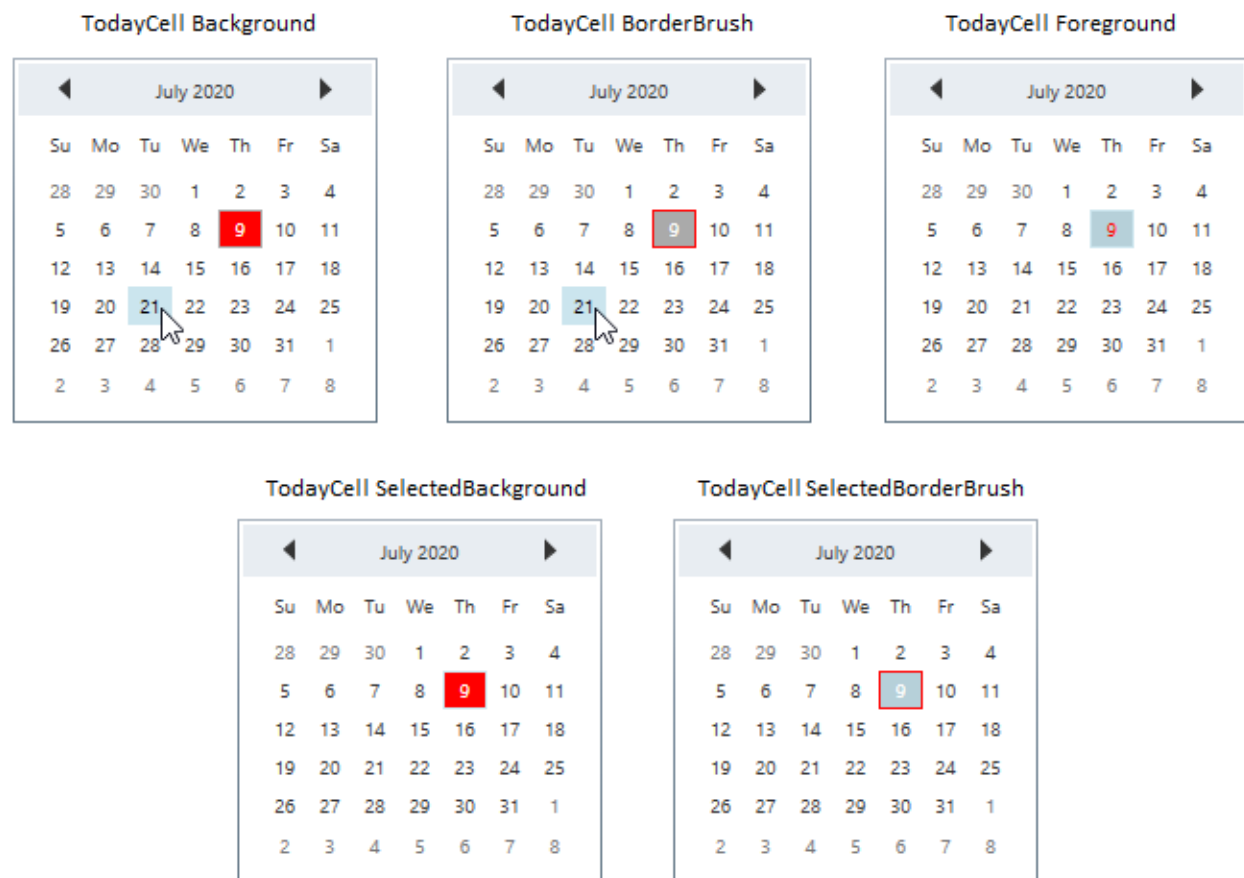 TodayCell Background TodayCell BorderBrush TodayCell Foreground
July 2020 July 2020 July 2020
Su Mo Tu We Th Fr Sa Su Mo Tu We Th Fr Sa Su Mo Tu We Th Fr Sa
28 29 30 1 2 3 4 28 29 30 1 2 3 4 28 29 30 1 2 3 4
5 6 7 8 9 10 11 5 6 7 8 9 10 11 5 6 7 8 9 10 11
12 13 14 15 16 17 18 12 13 14 15 16 17 18 12 13 14 15 16 17 18
19 20 21 22 23 24 25 19 20 21 22 23 24 25 19 20 21 22 23 24 25
26 27 28 29 30 31 1 26 27 28 29 30 31 1 26 27 28 29 30 31 1
2 3 4 5 6 7 8 2 3 4 5 6 7 8 2 3 4 5 6 7 8
TodayCell SelectedBackground TodayCell SelectedBorderBrush
July 2020 July 2020
Su Mo Tu We Th Fr Sa Su Mo Tu We Th Fr Sa
28 29 30 1 2 3 4 28 29 30 1 2 3 4
5 6 7 8 9 10 11 5 6 7 8 9 10 11
12 13 14 15 16 17 18 12 13 14 15 16 17 18
19 20 21 22 23 24 25 19 20 21 22 23 24 25
26 27 28 29 30 31 1 26 27 28 29 30 31 1
2 3 4 5 6 7 8 2 3 4 5 6 7 8